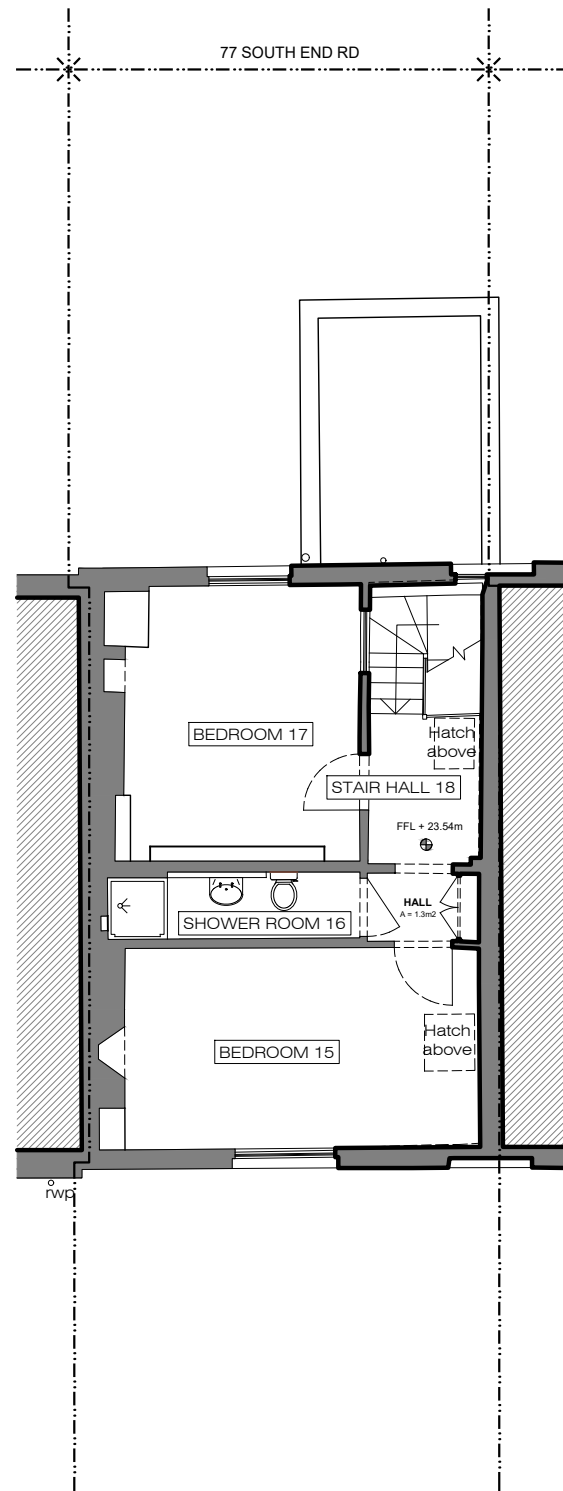 77 SOUTH END RD
BEDROOM 17
Hatch
above
STAIR HALL 18
FFL + 23.54m
HALL
A = 1.3m2
SHOWER ROOM 16
Hatch
above
BEDROOM 15
rwp